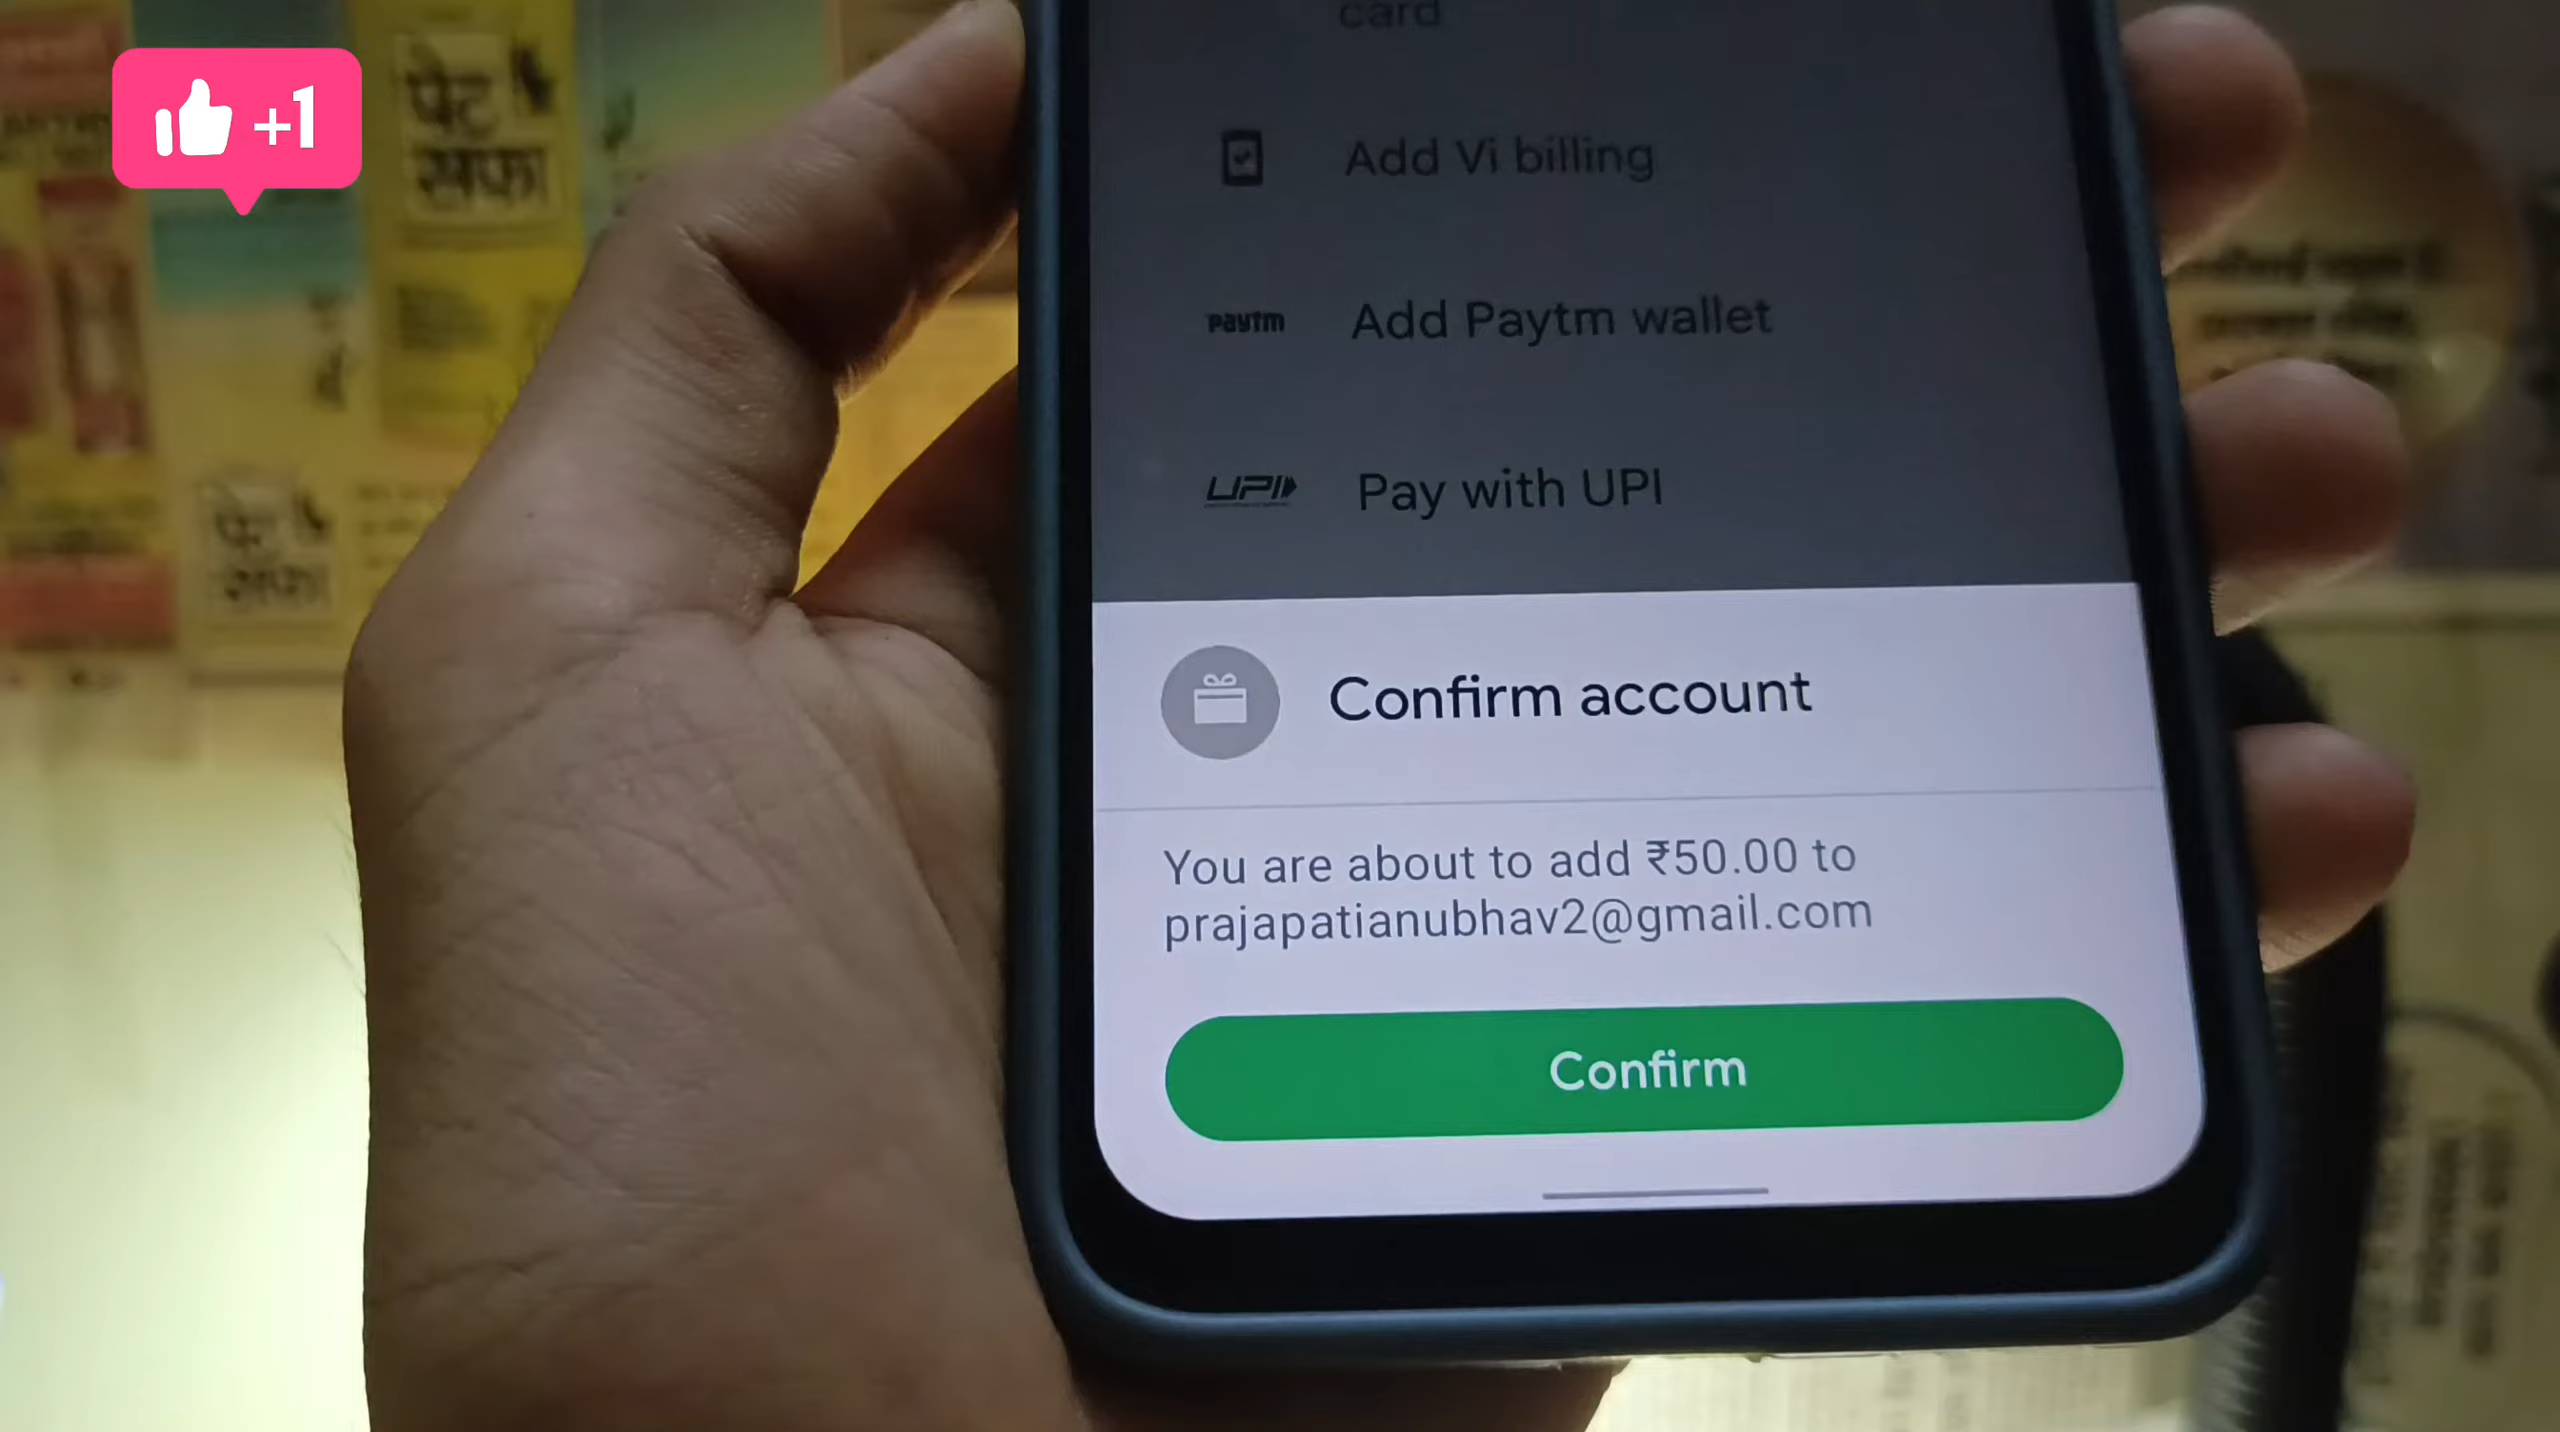 +1
पेट
सफा
card
Add Vi billing
Paytm
Add Paytm wallet
UPI
Pay with UPI
पेट
सफा
Confirm account
You are about to add ₹50.00 to
prajapatianubhav2@gmail.com
Confirm